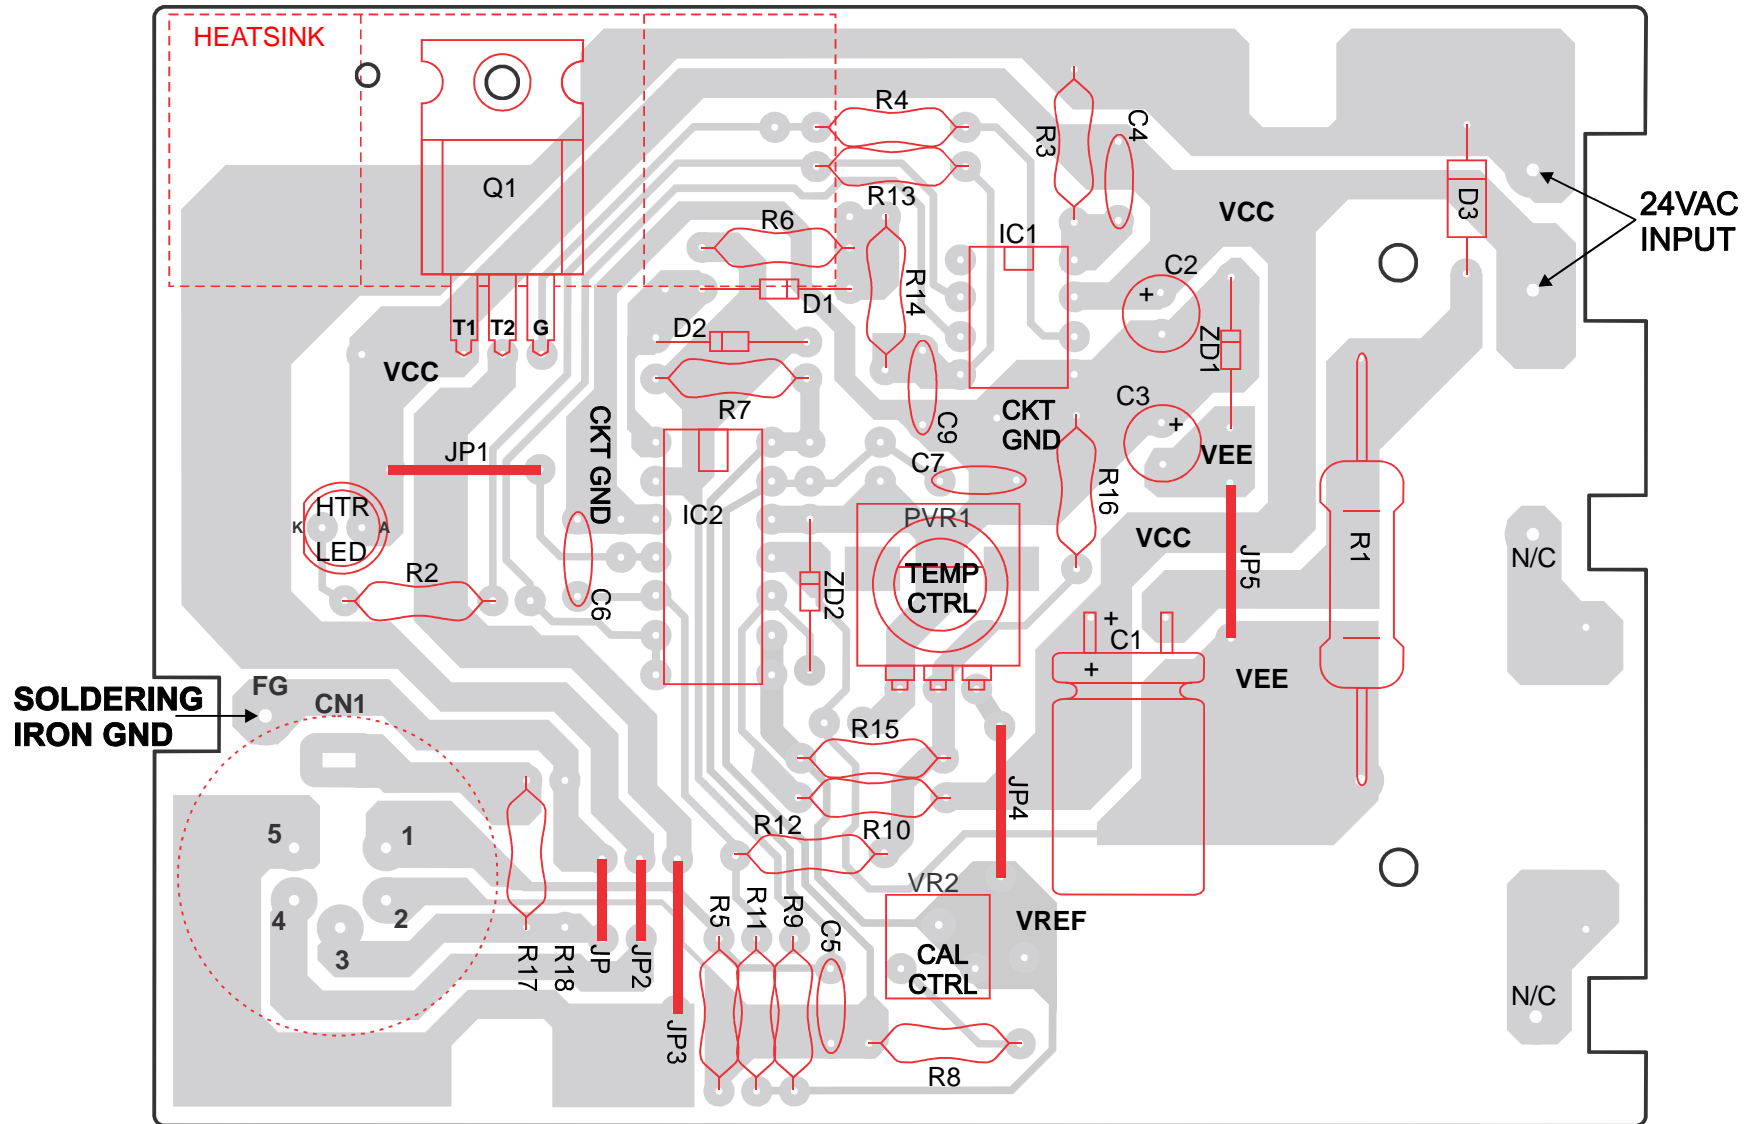 HEATSINK
R4
C4
R3
Q1
R13
D3
24VAC
INPUT
VCC
R6
IC1
C2
R14
D1
+
T1
T2
G
D2
ZD1
VCC
R7
C3
+
CKT GND
C9
CKT
GND
VEE
JP1
C7
R16
HTR
LED
K
A
IC2
PVR1
VCC
JP5
R1
N/C
R2
C6
ZD2
TEMP
CTRL
+
C1
+
VEE
SOLDERING
IRON GND
FG
CN1
R15
JP4
5
1
R12
R10
4
2
3
VR2
R5
R11
R9
C5
VREF
R17
R18
JP
JP2
JP3
CAL
CTRL
N/C
R8